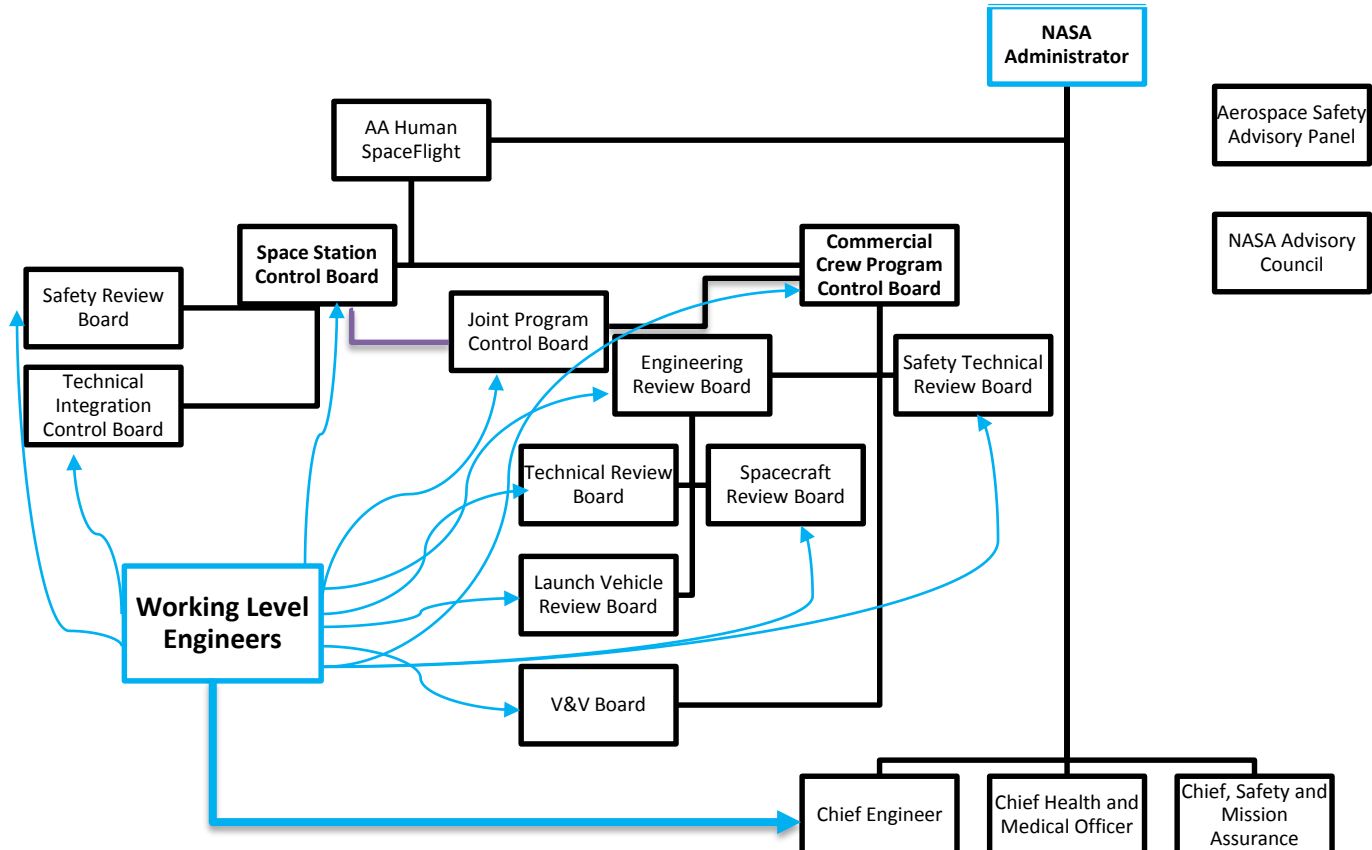 NASA
Administrator
AA Human
SpaceFlight
Aerospace Safety
Advisory Panel
Space Station
Control Board
Commercial
Crew Program
Control Board
NASA Advisory
Council
Safety Review
Board
Joint Program
Control Board
Engineering
Review Board
Safety Technical
Review Board
Technical
Integration
Control Board
Technical Review
Board
Spacecraft
Review Board
Working Level
Engineers
Launch Vehicle
Review Board
V&V Board
Chief Engineer
Chief Health and
Medical Officer
Chief, Safety and
Mission
Assurance